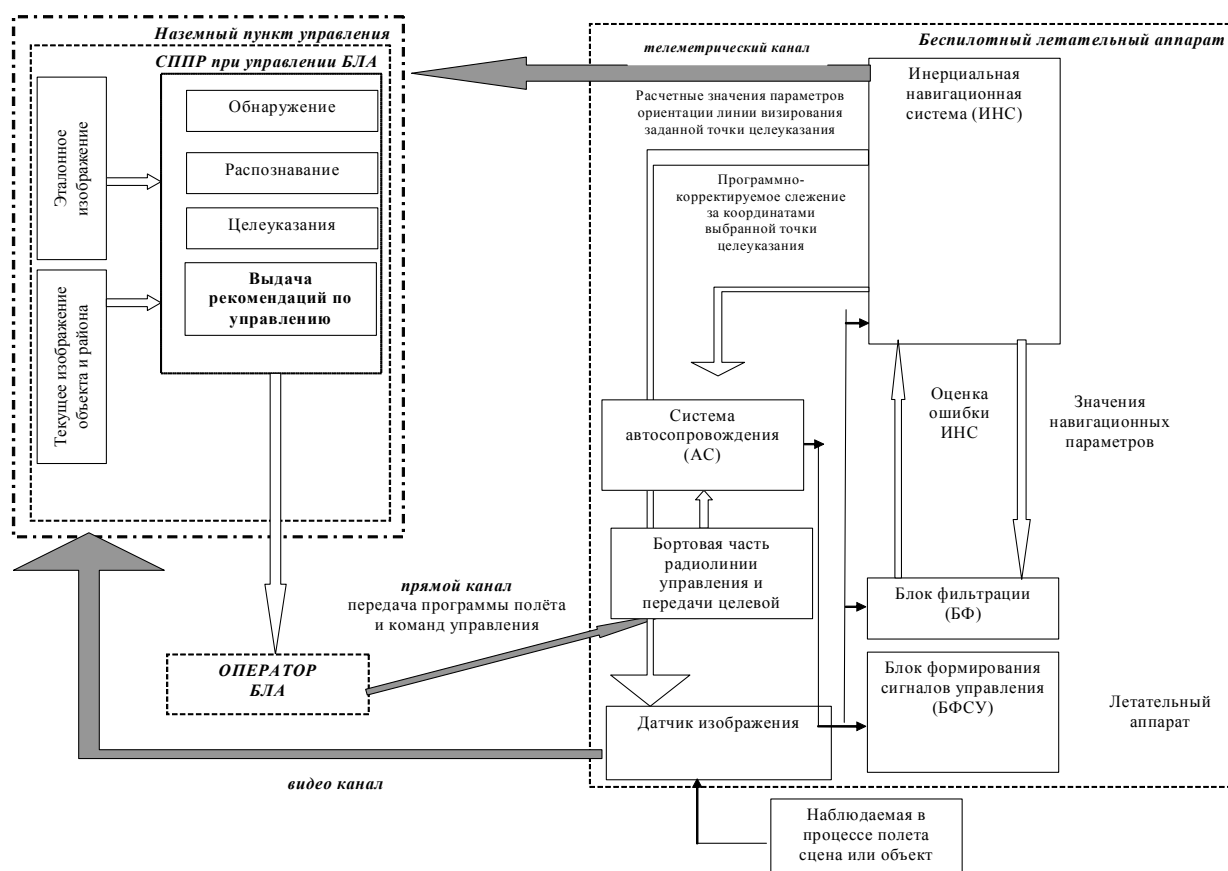 Наземный пункт управления
СППР при управлении БЛА
Обнаружение
Распознавание
Целеуказания
Выдача
рекомендаций по
управлению
Эталонное
изображение
Текущее изображение
объекта и района
ОПЕРАТОР
БЛА
прямой канал
передача программы полёта
и команд управления
видео канал
Беспилотный летательный аппарат
телеметрический канал
Расчетные значения параметров
ориентации линии визирования
заданной точки целеуказания
Программно-
корректируемое слежение
за координатами
выбранной точки
целеуказания
Инерциальная
навигационная
система (ИНС)
Система
автосопровождения
(АС)
Оценка
ошибки
ИНС
Значения
навигационных
параметров
Бортовая часть
радиолинии
управления и
передачи целевой
Блок фильтрации
(БФ)
Блок формирования
сигналов управления
(БФСУ)
Летательный
аппарат
Датчик изображения
Наблюдаемая в
процессе полета
сцена или объект